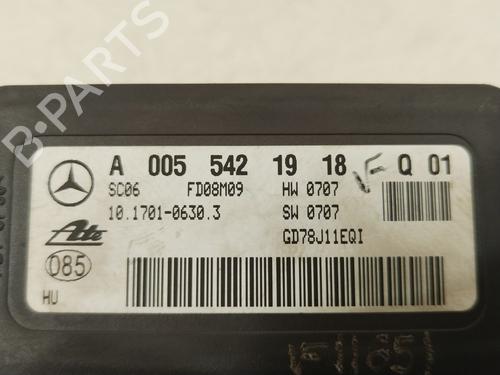 A 005 542 19 18 Q 01
SC06 FD08M09 HW 0707
10.1701-0630.3 SW 0707
Ate GD78J11EQI
085
HU
B-PARTS